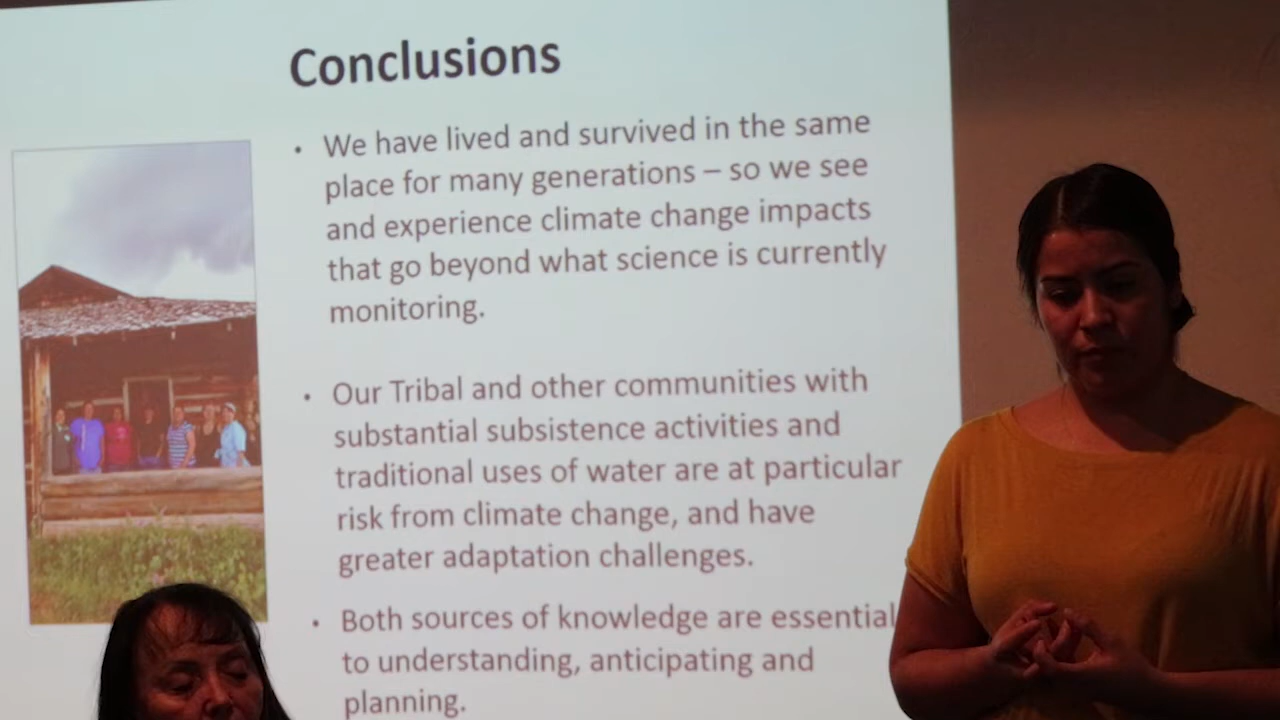 Conclusions
• We have lived and survived in the same
place for many generations – so we see
and experience climate change impacts
that go beyond what science is currently
monitoring.
• Our Tribal and other communities with
substantial subsistence activities and
traditional uses of water are at particular
risk from climate change, and have
greater adaptation challenges.
• Both sources of knowledge are essential
to understanding, anticipating and
planning.